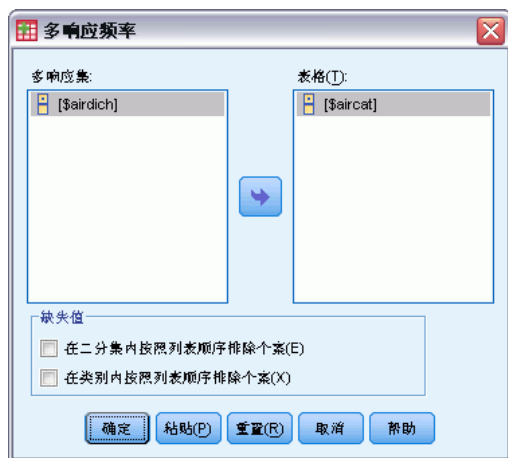 多响应频率
多响应集:
表格(T):
[$airdich]
[$aircat]
缺失值
在二分集内按照列表顺序排除个案(E)
在类别内按照列表顺序排除个案(X)
确定
粘贴(P)
重置(R)
取消
帮助